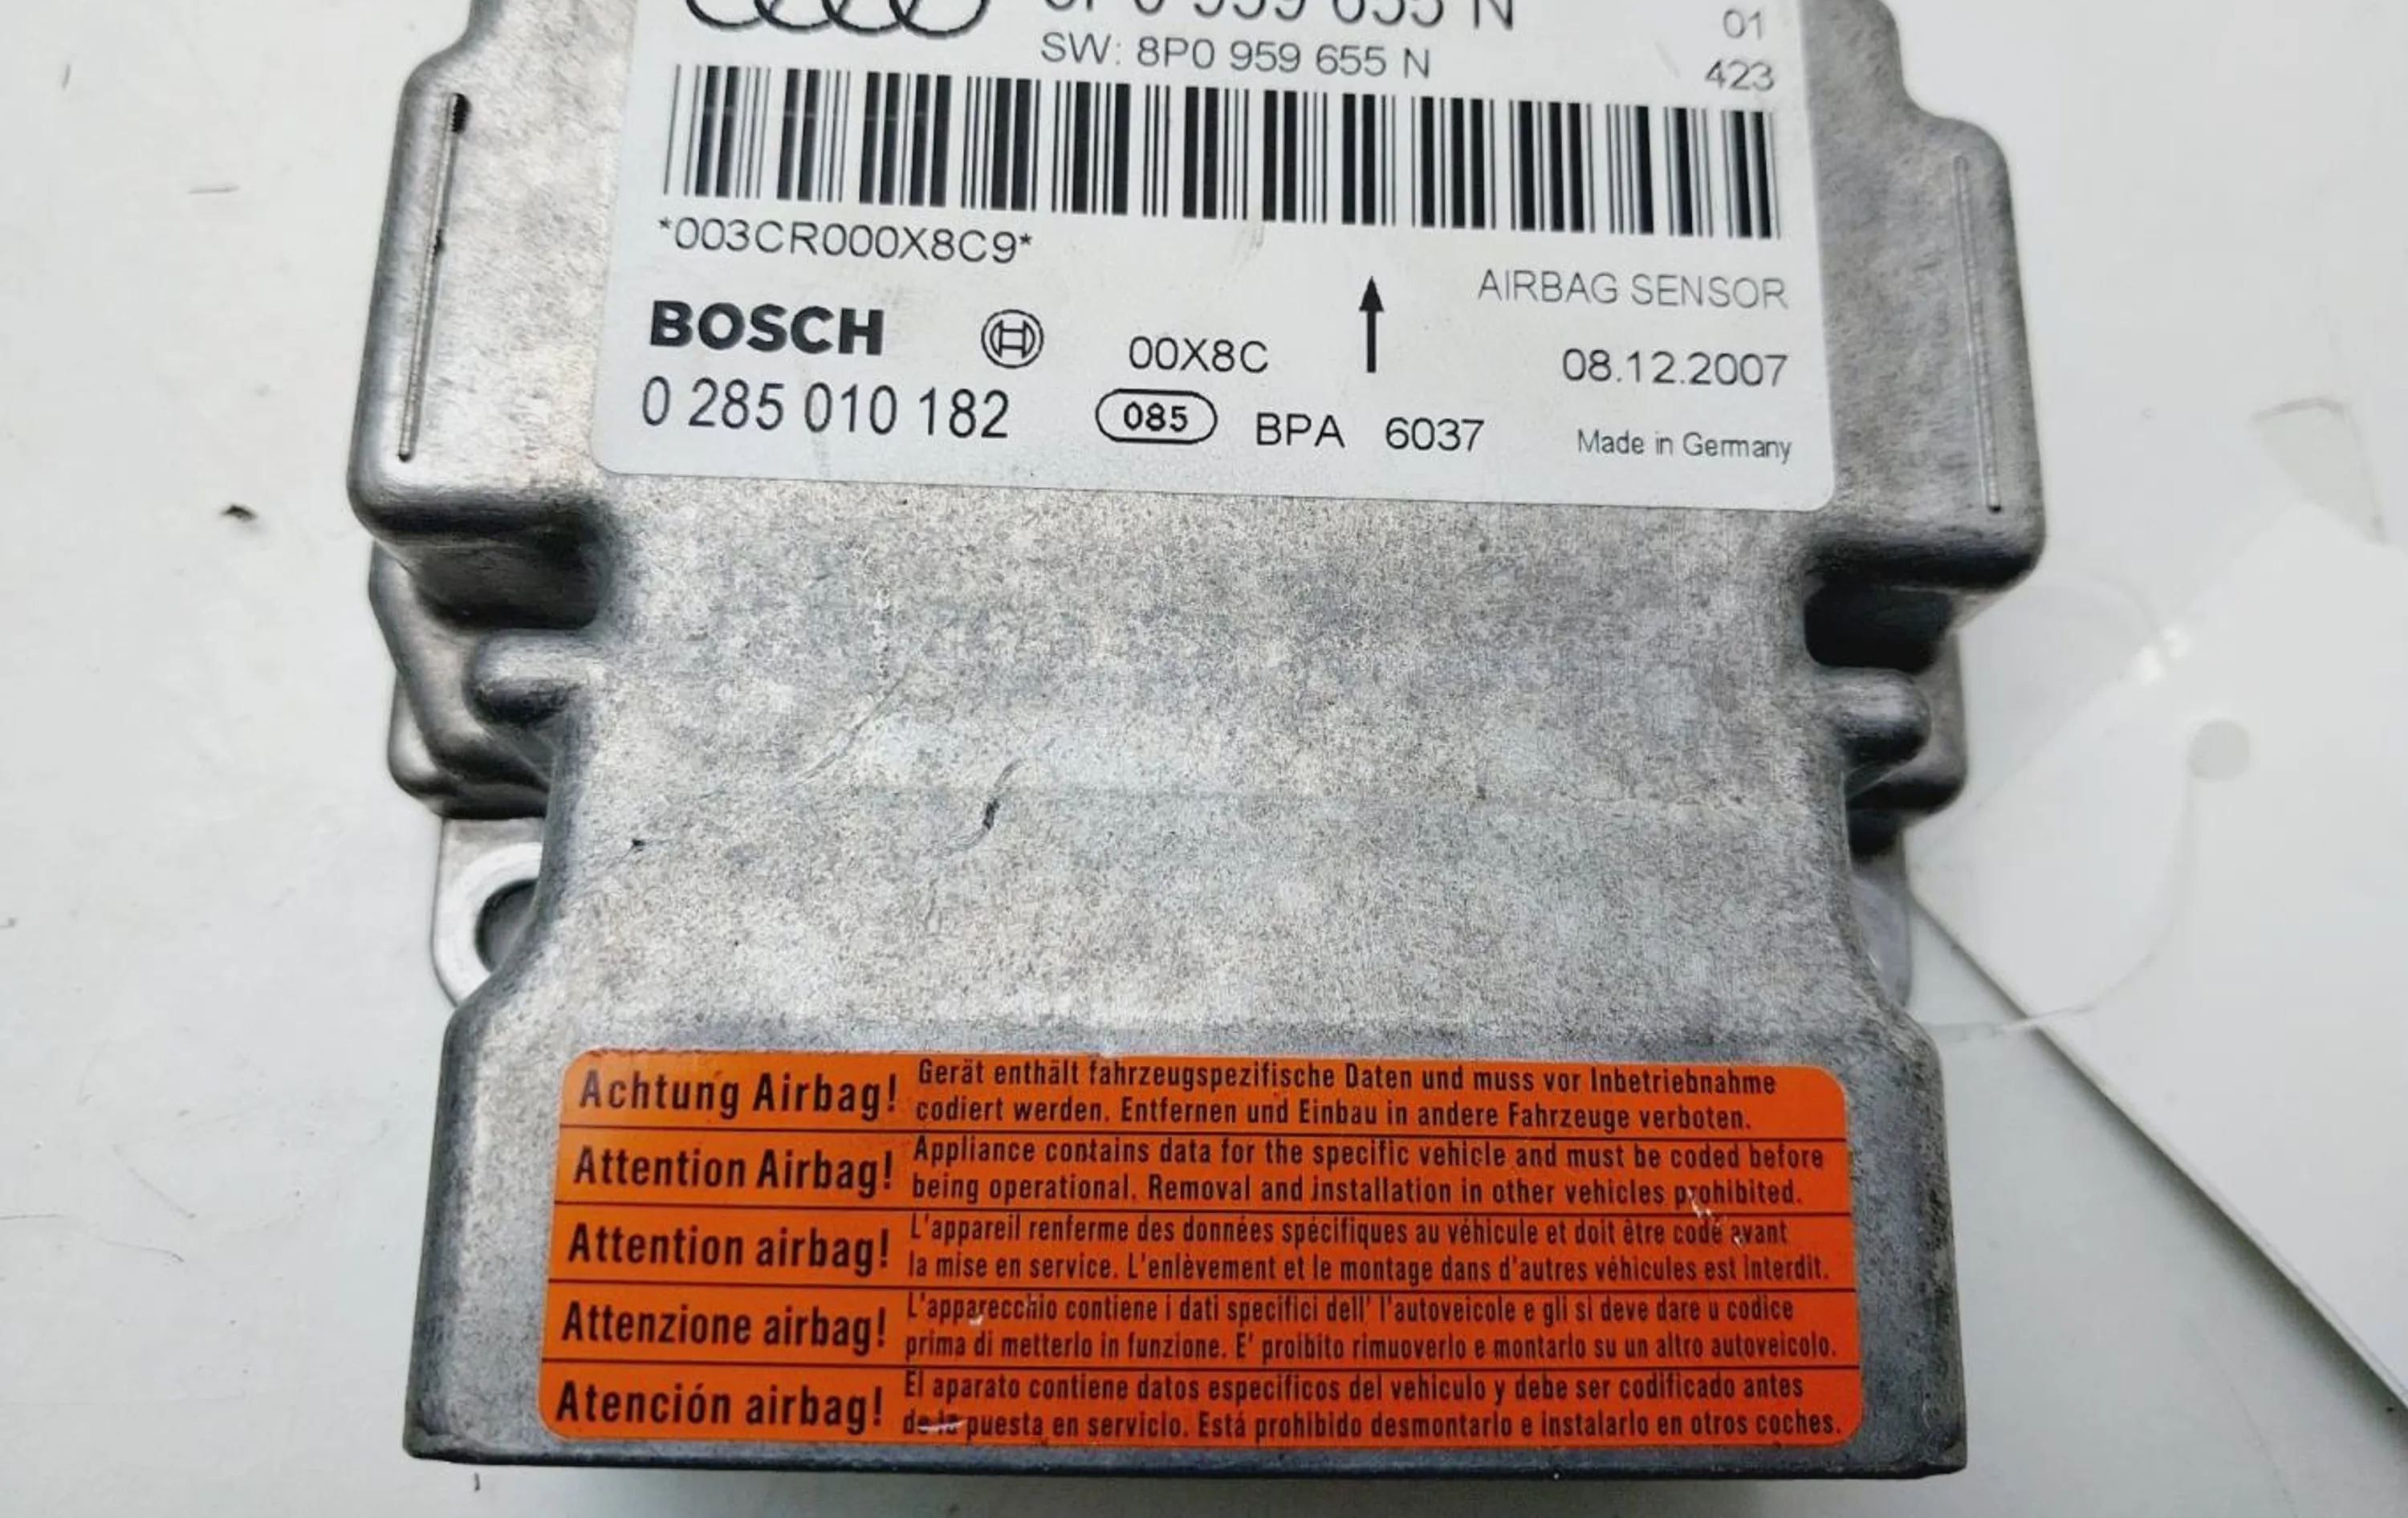 8P0 959 655 N
01
SW: 8P0 959 655 N
423
*003CR000X8C9*
AIRBAG SENSOR
BOSCH
00X8C
08.12.2007
0 285 010 182
085
BPA 6037
Made in Germany
Achtung Airbag!
Gerät enthält fahrzeugspezifische Daten und muss vor Inbetriebnahme
codiert werden. Entfernen und Einbau in andere Fahrzeuge verboten.
Attention Airbag!
Appliance contains data for the specific vehicle and must be coded before
being operational. Removal and installation in other vehicles prohibited.
Attention airbag!
L'appareil renferme des données spécifiques au véhicule et doit être codé avant
la mise en service. L'enlèvement et le montage dans d'autres véhicules est interdit.
Attenzione airbag!
L'apparecchio contiene i dati specifici dell' l'autoveicole e gli si deve dare u codice
prima di metterlo in funzione. E' proibito rimuoverlo e montarlo su un altro autoveicolo.
Atención airbag!
El aparato contiene datos especificos del vehiculo y debe ser codificado antes
de la puesta en servicio. Está prohibido desmontarlo e instalarlo en otros coches.